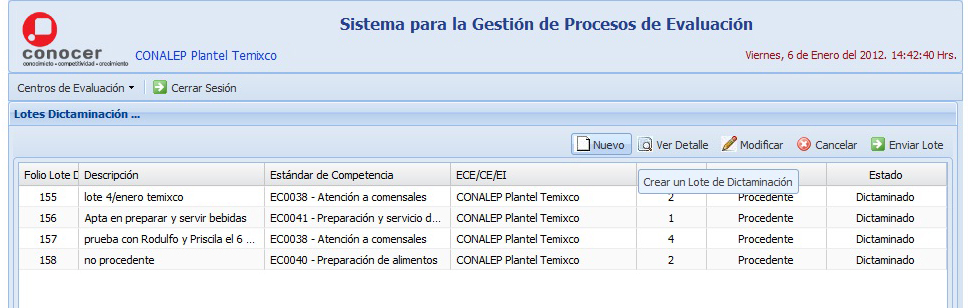 Sistema para la Gestión de Procesos de Evaluación
conocer
conocimiento • competitividad • crecimiento
CONALEP Plantel Temixco
Viernes, 6 de Enero del 2012. 14:42:40 Hrs.
Centros de Evaluación Cerrar Sesión
Lotes Dictaminación ...
Nuevo Ver Detalle Modificar Cancelar Enviar Lote
Folio Lote D Descripción Estándar de Competencia ECE/CE/EI Estado
Crear un Lote de Dictaminación
155 lote 4/enero temixco EC0038 - Atención a comensales CONALEP Plantel Temixco 2 Procedente Dictaminado
156 Apta en preparar y servir bebidas EC0041 - Preparación y servicio d... CONALEP Plantel Temixco 1 Procedente Dictaminado
157 prueba con Rodulfo y Priscila el 6 ... EC0038 - Atención a comensales CONALEP Plantel Temixco 4 Procedente Dictaminado
158 no procedente EC0040 - Preparación de alimentos CONALEP Plantel Temixco 2 Procedente Dictaminado